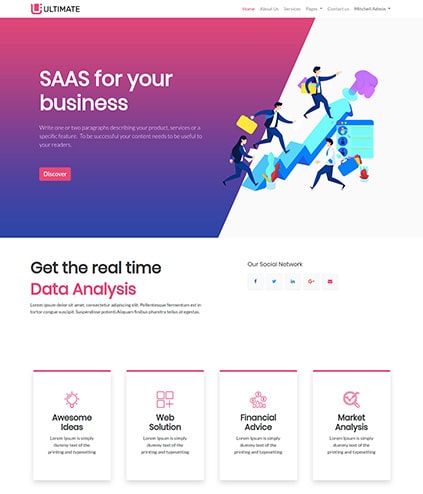 ULTIMATE
Home About Us Services Pages Contact us Mitchell Admin
SAAS for your
business
Write one or two paragraphs describing your product, services or a
specific feature. To be successful your content needs to be useful to
your readers.
Discover
Get the real time
Data Analysis
Lorem ipsum dolor sit amet, consectetur adipiscing elit. Pellentesque fermentum est in
tortor congue suscipit. Suspendisse potenti.Aliquam finibus pharetra tellus at egestas.
Our Social Network
Awesome
Ideas
Lorem Ipsum is simply
dummy text of the
printing and typesetting
Web
Solution
Lorem Ipsum is simply
dummy text of the
printing and typesetting
Financial
Advice
Lorem Ipsum is simply
dummy text of the
printing and typesetting
Market
Analysis
Lorem Ipsum is simply
dummy text of the
printing and typesetting